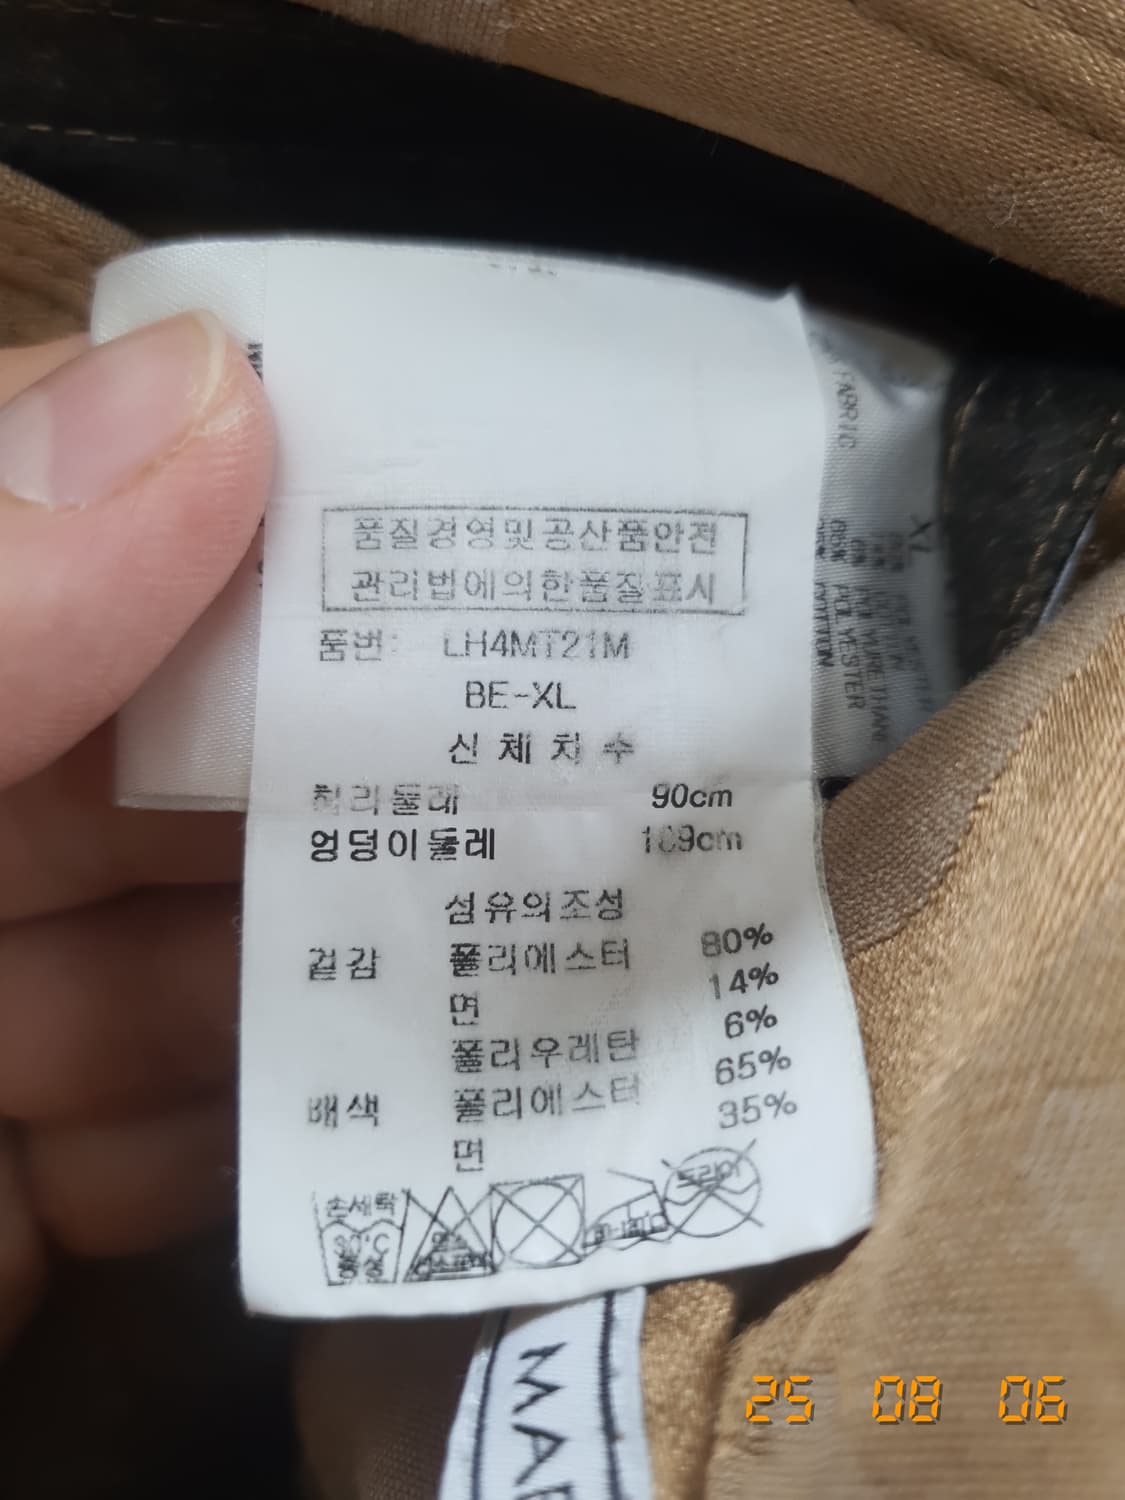 품질경영및공산품안전
관리법에의한품질표시
품번: LH4MT21M
BE-XL
신체치수
허리둘레 90cm
엉덩이둘레 109cm
섬유의조성
겉감 폴리에스터 80%
면 14%
폴리우레탄 6%
배색 폴리에스터 65%
면 35%
손세탁
30°C
중성
드라이
FABRIC
XL
POLYESTER
COTTON
25 08 06